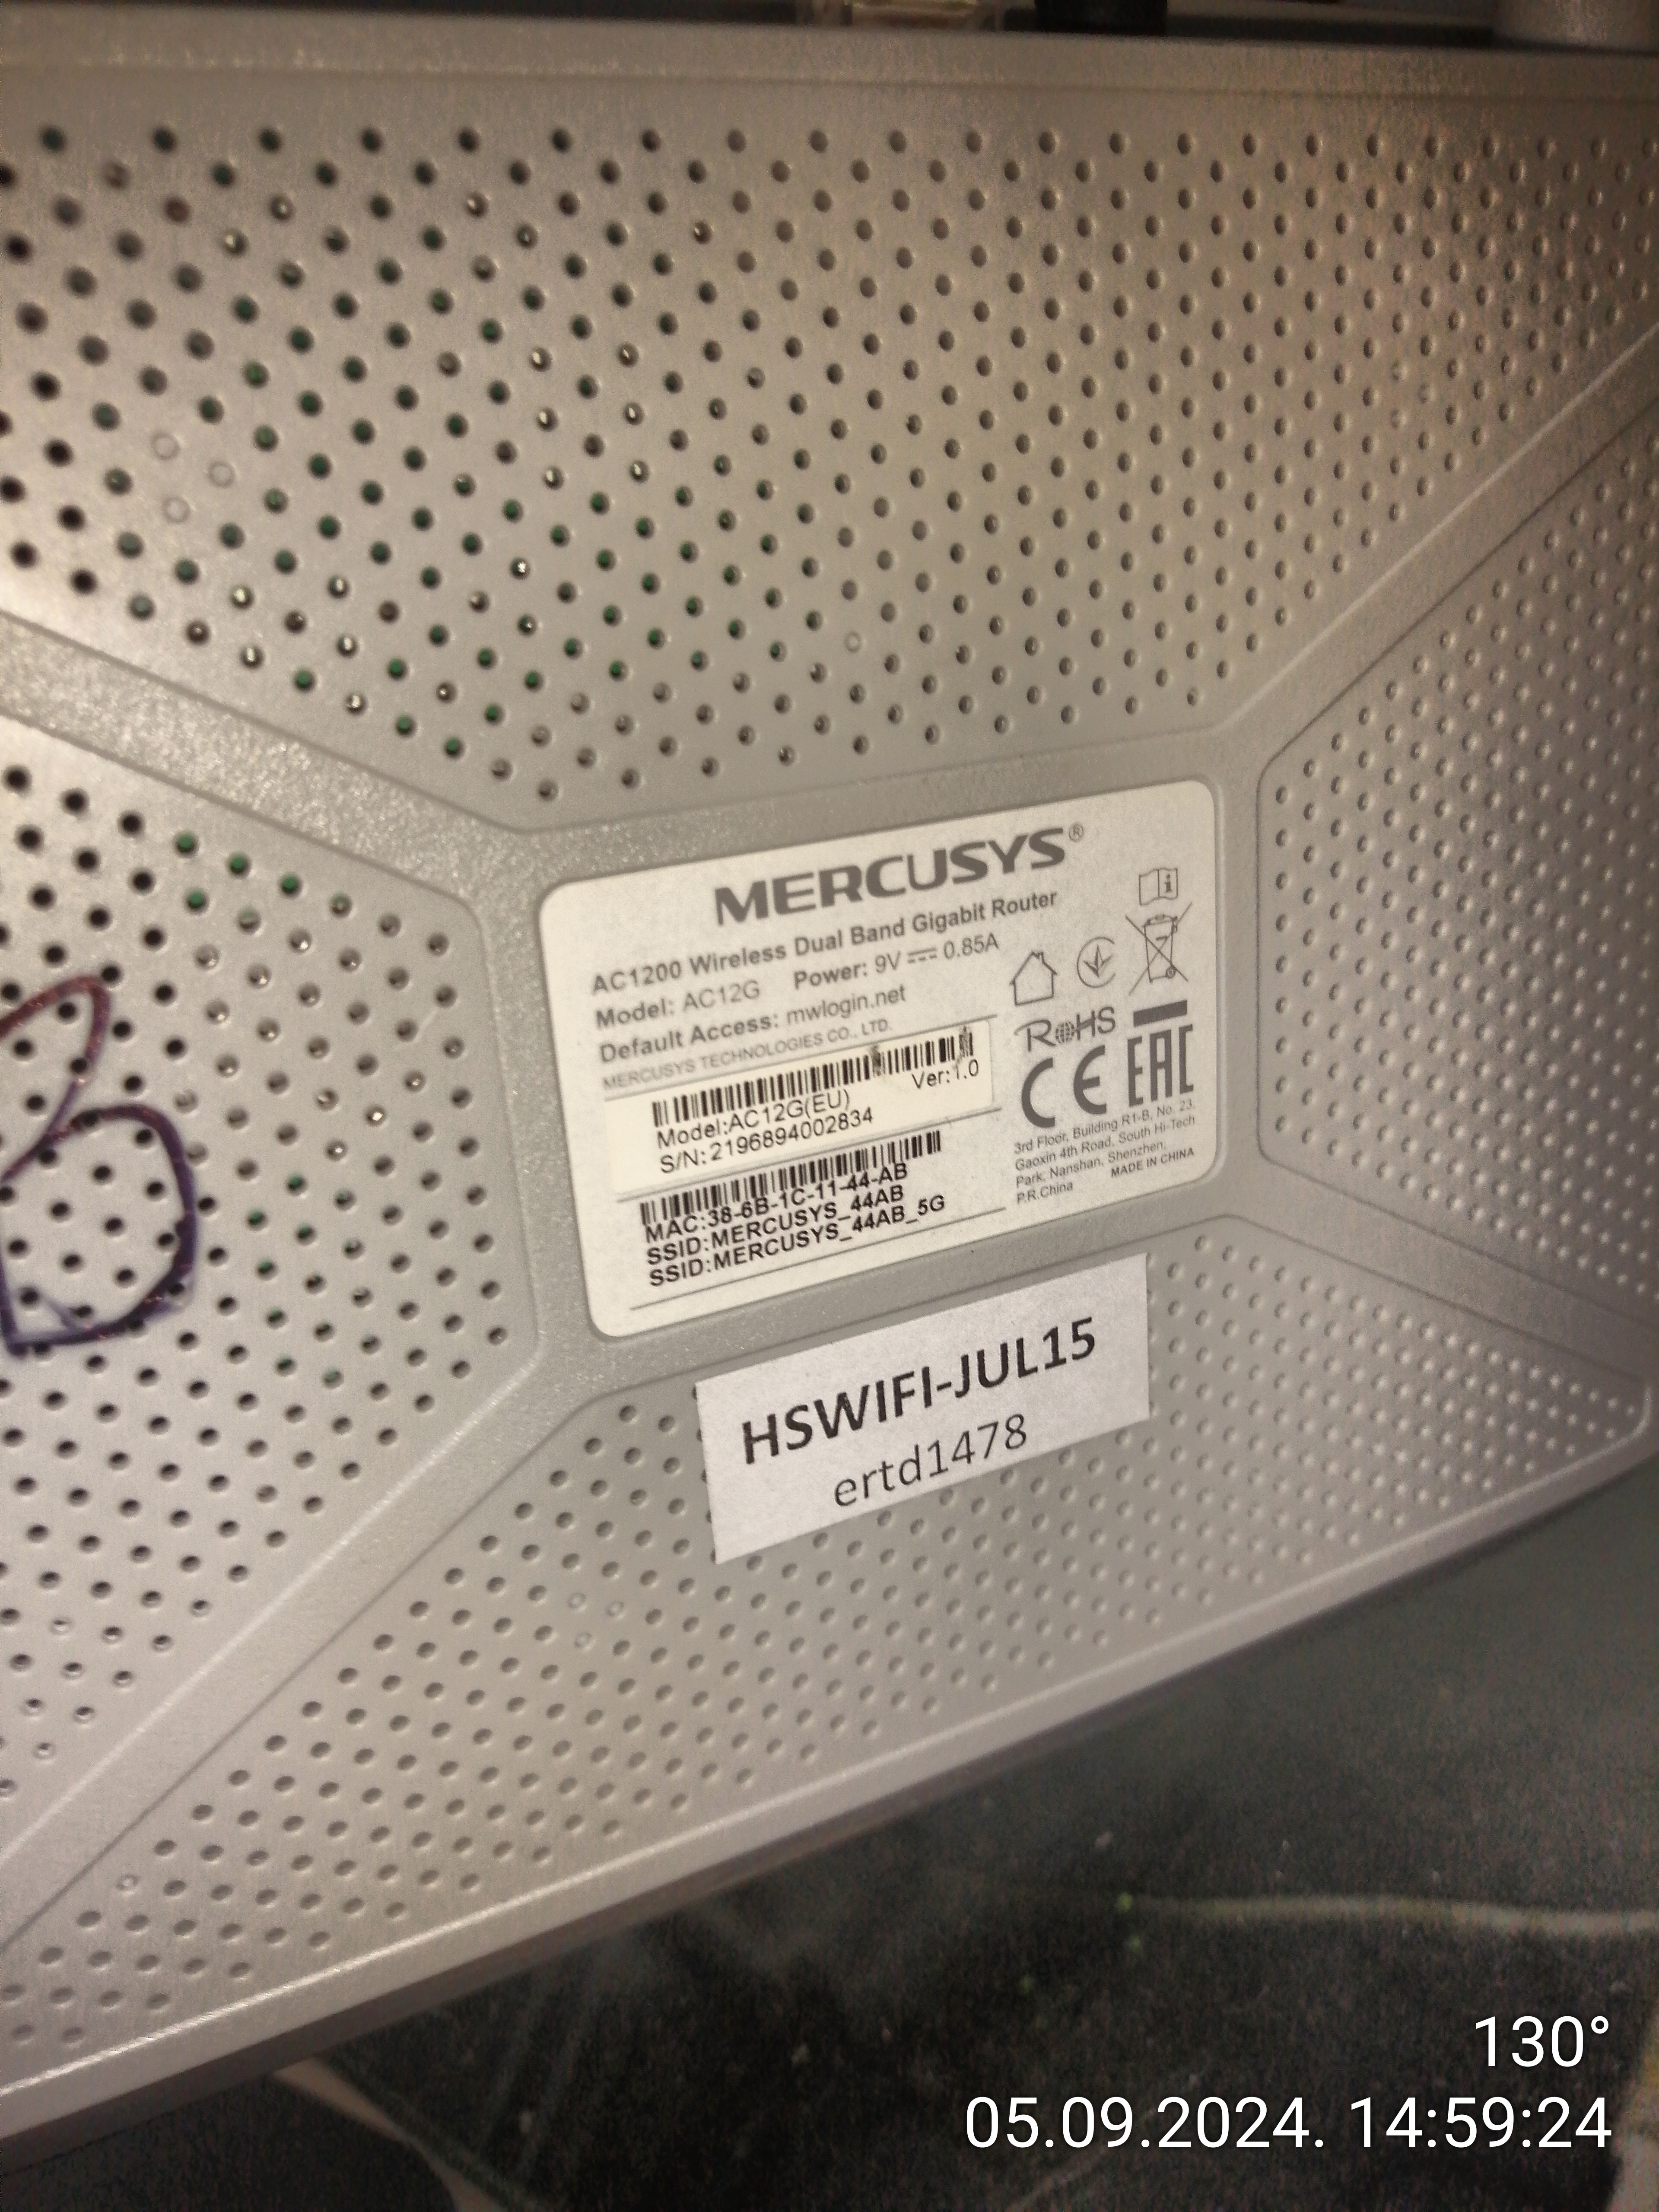 MERCUSYS®
AC1200 Wireless Dual Band Gigabit Router
Model: AC12G Power: 9V ⎓ 0.85A
Default Access: mwlogin.net
MERCUSYS TECHNOLOGIES CO., LTD.
Model:AC12G(EU) Ver:1.0
S/N:2196894002834
MAC:38-6B-1C-11-44-AB
SSID:MERCUSYS_44AB
SSID:MERCUSYS_44AB_5G
RoHS
CE EAC
3rd Floor, Building R1-B, No. 23,
Gaoxin 4th Road, South Hi-Tech
Park, Nanshan, Shenzhen,
P.R.China MADE IN CHINA
HSWIFI-JUL15
ertd1478
130°
05.09.2024. 14:59:24